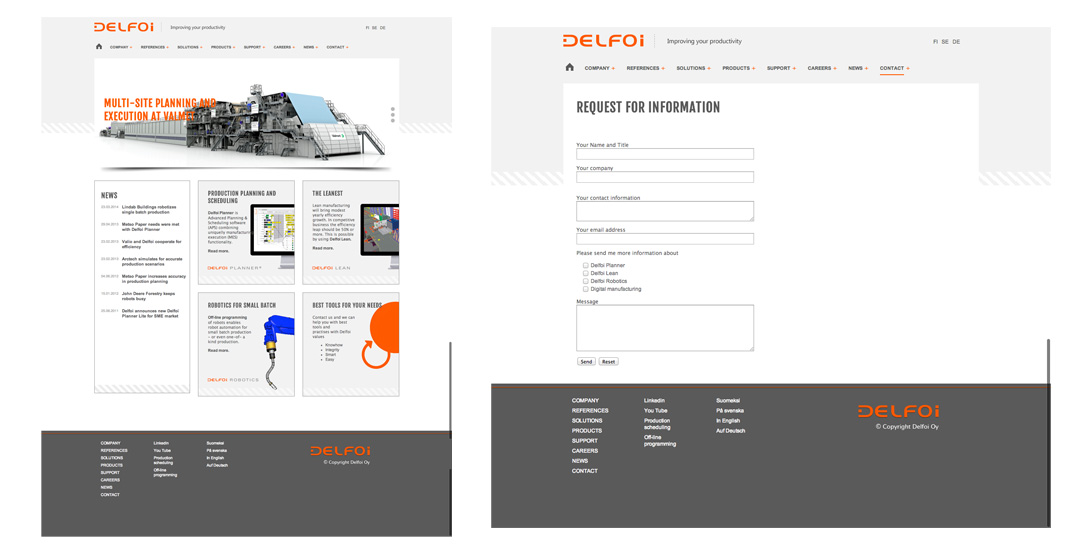 DELFOi
Improving your productivity
FI SE DE
COMPANY + REFERENCES + SOLUTIONS + PRODUCTS + SUPPORT + CAREERS + NEWS + CONTACT +
MULTI-SITE PLANNING AND
EXECUTION AT VALMET
NEWS
Lindab Buildings robotizes
single batch production
Metso Paper needs were met
with Delfoi Planner
Valio and Delfoi cooperate for
efficiency
Arctech simulates for accurate
production scenarios
Metso Paper increases accuracy
in production planning
John Deere Forestry keeps
robots busy
Delfoi announces new Delfoi
Planner Lite for SME market
PRODUCTION PLANNING AND
SCHEDULING
Delfoi Planner is
Advanced Planning &
Scheduling software
(APS) combining
uniquely manufacturing
execution (MES)
functionality.
Read more.
DELFOi PLANNER
THE LEANEST
Lean manufacturing
will bring modest
yearly efficiency
growth. In competitive
business the efficiency
leap should be 50% or
more. This is possible
by using Delfoi Lean.
Read more.
DELFOi LEAN
ROBOTICS FOR SMALL BATCH
Off-line programming
of robots enables
robot automation for
small batch production
- or even one-of-a
kind production.
Read more.
DELFOi ROBOTICS
BEST TOOLS FOR YOUR NEEDS
Contact us and we can
help you with best
tools and
practises with Delfoi
values
• Knowhow
• Integrity
• Smart
• Easy
COMPANY
REFERENCES
SOLUTIONS
PRODUCTS
SUPPORT
CAREERS
NEWS
CONTACT
LinkedIn
You Tube
Production
scheduling
Off-line
programming
Suomeksi
På svenska
In English
Auf Deutsch
DELFOi
© Copyright Delfoi Oy
DELFOi
Improving your productivity
FI SE DE
COMPANY + REFERENCES + SOLUTIONS + PRODUCTS + SUPPORT + CAREERS + NEWS + CONTACT +
REQUEST FOR INFORMATION
Your Name and Title
Your company
Your contact information
Your email address
Please send me more information about
Delfoi Planner
Delfoi Lean
Delfoi Robotics
Digital manufacturing
Message
Send Reset
COMPANY
REFERENCES
SOLUTIONS
PRODUCTS
SUPPORT
CAREERS
NEWS
CONTACT
LinkedIn
You Tube
Production
scheduling
Off-line
programming
Suomeksi
På svenska
In English
Auf Deutsch
DELFOi
© Copyright Delfoi Oy